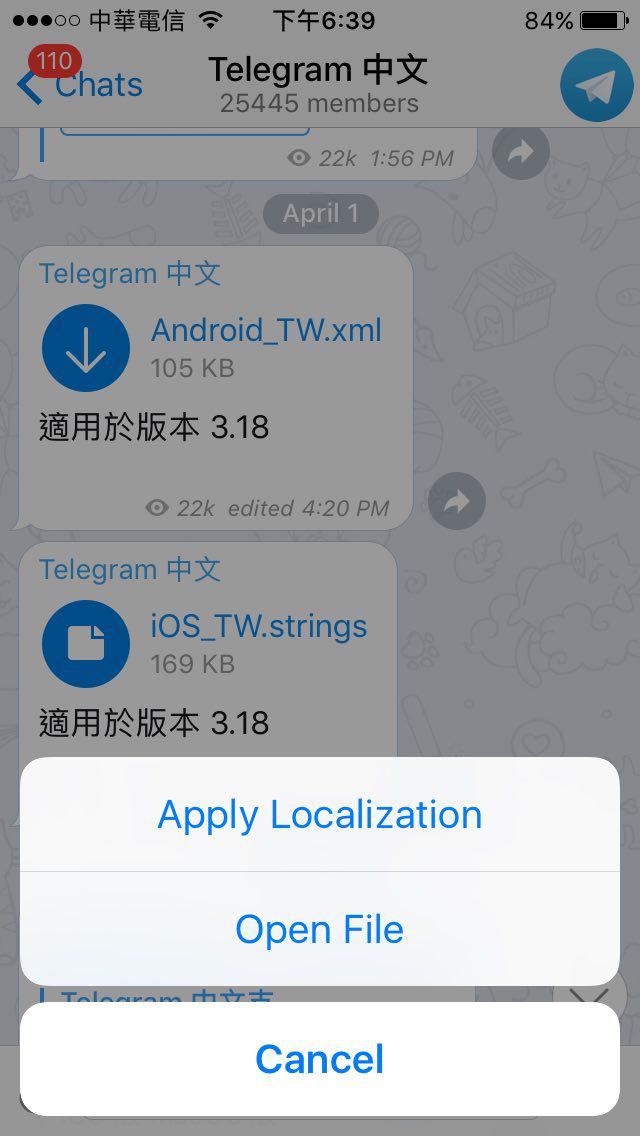 中華電信 下午6:39 84%
110
Chats
Telegram 中文
25445 members
22k 1:56 PM
April 1
Telegram 中文
Android_TW.xml
105 KB
適用於版本 3.18
22k edited 4:20 PM
Telegram 中文
iOS_TW.strings
169 KB
適用於版本 3.18
Apply Localization
Open File
Telegram 中文
Cancel